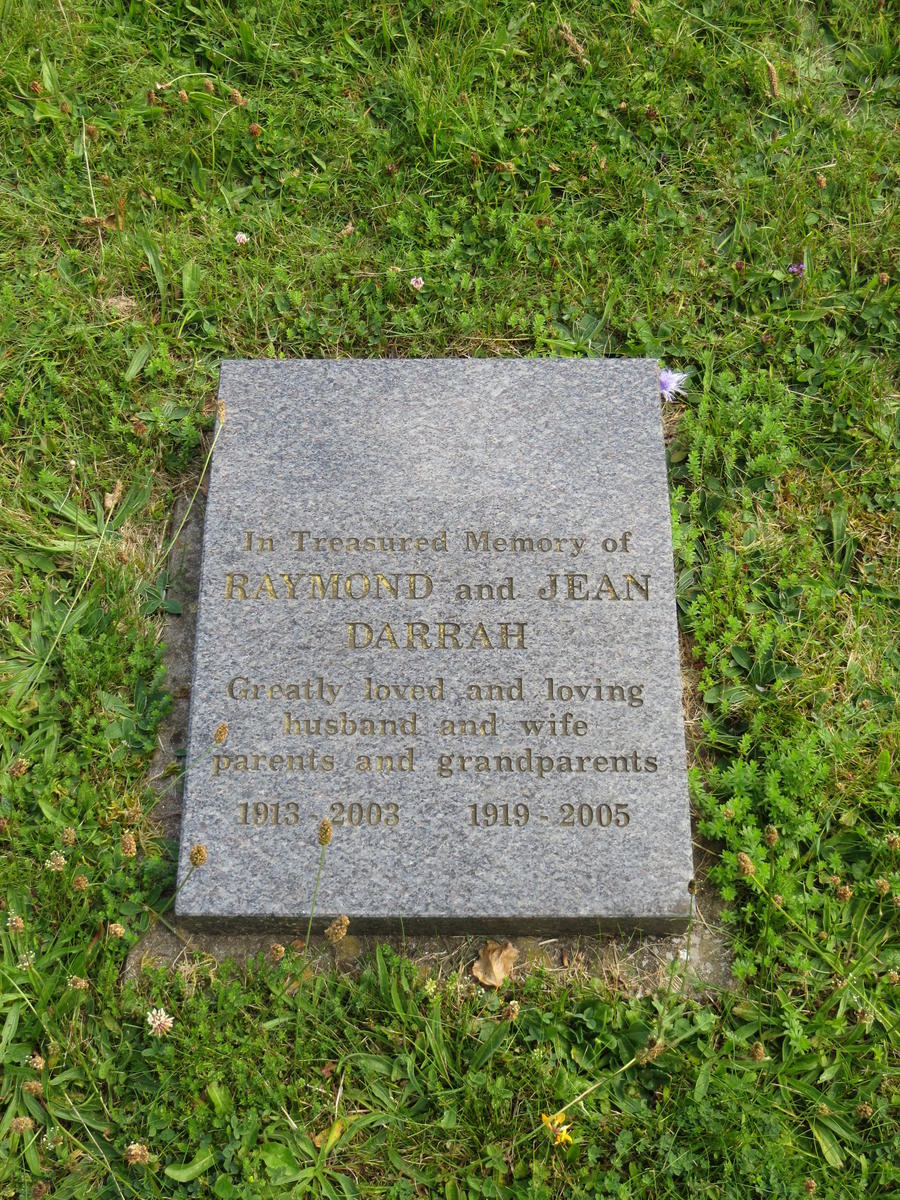 In Treasured Memory of
RAYMOND and JEAN
DARRAH
Greatly loved and loving
husband and wife
parents and grandparents
1913 - 2003 1919 - 2005